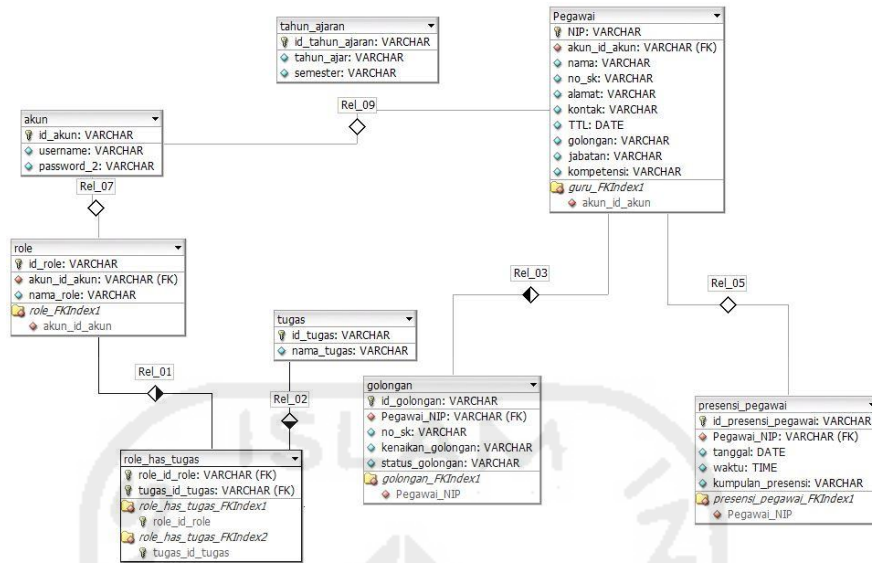 tahun_ajaran
id_tahun_ajaran: VARCHAR
tahun_ajar: VARCHAR
semester: VARCHAR
Pegawai
NIP: VARCHAR
akun_id_akun: VARCHAR (FK)
nama: VARCHAR
no_sk: VARCHAR
alamat: VARCHAR
kontak: VARCHAR
TTL: DATE
golongan: VARCHAR
jabatan: VARCHAR
kompetensi: VARCHAR
guru_FKIndex1
akun_id_akun
Rel_09
akun
id_akun: VARCHAR
username: VARCHAR
password_2: VARCHAR
Rel_07
role
id_role: VARCHAR
akun_id_akun: VARCHAR (FK)
nama_role: VARCHAR
role_FKIndex1
akun_id_akun
Rel_03
Rel_05
tugas
id_tugas: VARCHAR
nama_tugas: VARCHAR
Rel_01
Rel_02
golongan
id_golongan: VARCHAR
Pegawai_NIP: VARCHAR (FK)
no_sk: VARCHAR
kenaikan_golongan: VARCHAR
status_golongan: VARCHAR
golongan_FKIndex1
Pegawai_NIP
presensi_pegawai
id_presensi_pegawai: VARCHAR
Pegawai_NIP: VARCHAR (FK)
tanggal: DATE
waktu: TIME
kumpulan_presensi: VARCHAR
presensi_pegawai_FKIndex1
Pegawai_NIP
role_has_tugas
role_id_role: VARCHAR (FK)
tugas_id_tugas: VARCHAR (FK)
role_has_tugas_FKIndex1
role_id_role
role_has_tugas_FKIndex2
tugas_id_tugas
ISLAM